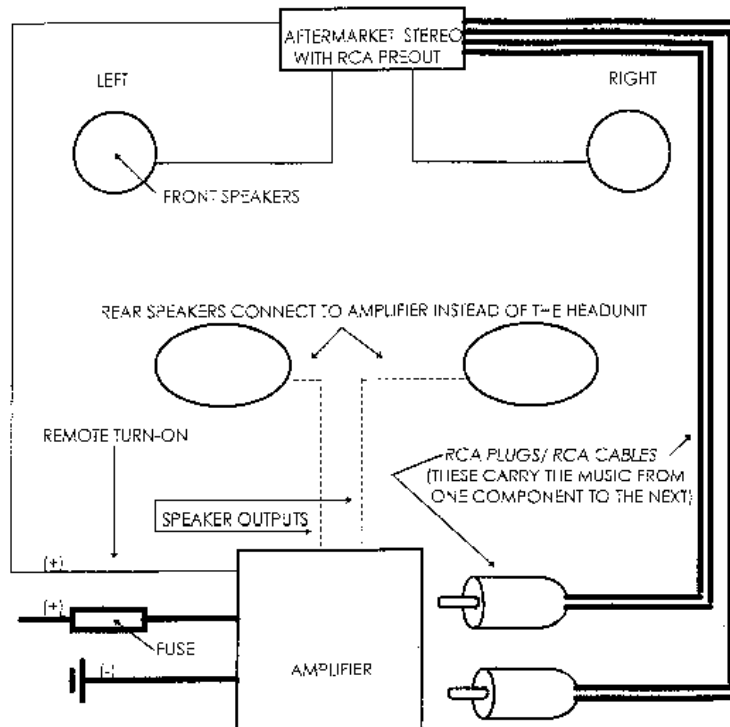 AFTERMARKET STEREO
WITH RCA PREOUT
LEFT
RIGHT
FRONT SPEAKERS
REAR SPEAKERS CONNECT TO AMPLIFIER INSTEAD OF THE HEADUNIT
REMOTE TURN-ON
RCA PLUGS/ RCA CABLES
(THESE CARRY THE MUSIC FROM
ONE COMPONENT TO THE NEXT)
SPEAKER OUTPUTS
(+)
(+)
FUSE
(-)
AMPLIFIER